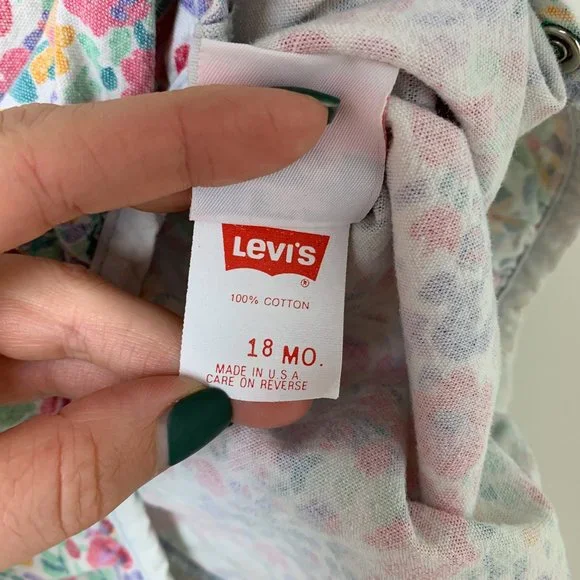 Levi's
®
100% COTTON
18 MO.
MADE IN U.S.A
CARE ON REVERSE